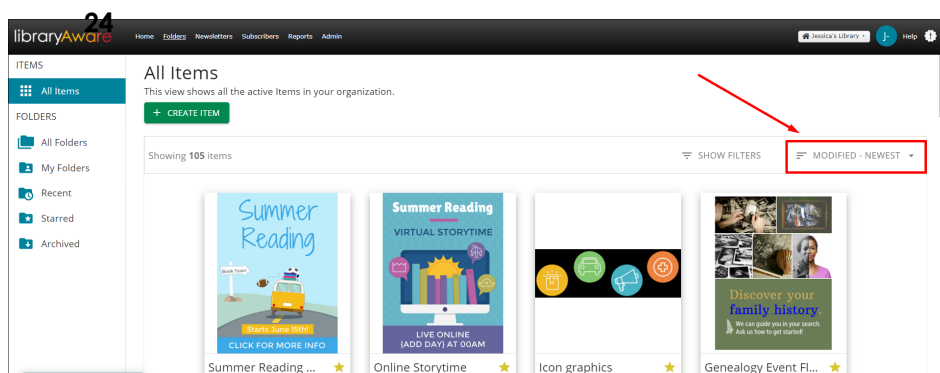 24
libraryAware
Home Folders Newsletters Subscribers Reports Admin
Jessica's Library
J-
Help
ITEMS
All Items
FOLDERS
All Folders
My Folders
Recent
Starred
Archived
All Items
This view shows all the active Items in your organization.
+ CREATE ITEM
Showing 105 items
SHOW FILTERS
MODIFIED - NEWEST
Summer
Reading
Book Town
Starts June 15th!
CLICK FOR MORE INFO
Summer Reading ...
Summer Reading
VIRTUAL STORYTIME
LIVE ONLINE
(ADD DAY) AT 00AM
Online Storytime
Icon graphics
Discover your
family history.
We can guide you in your search.
Ask us how to get started!
Genealogy Event Fl...